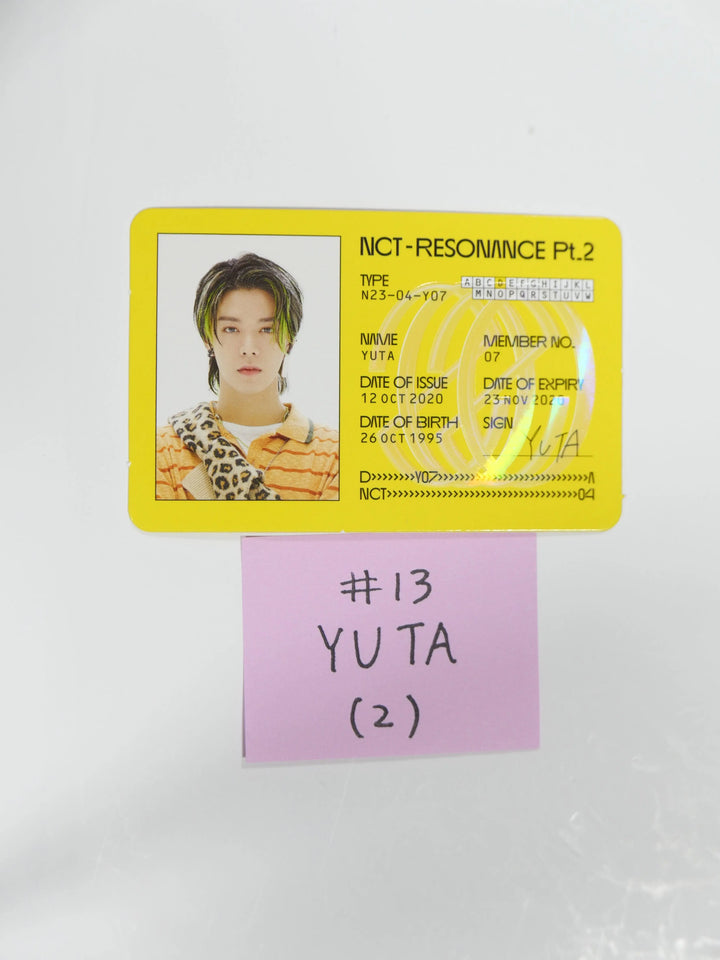 NCT - RESONANCE Pt.2
TYPE
N23-04-Y07
A B C D E F G H I J K L
M N O P Q R S T U V W
NAME
YUTA
MEMBER NO.
07
DATE OF ISSUE
12 OCT 2020
DATE OF EXPIRY
23 NOV 2020
DATE OF BIRTH
26 OCT 1995
SIGN
YUTA
D>>>>>>>Y07>>>>>>>>>>>>>>>>>>>>>>>>>A
NCT>>>>>>>>>>>>>>>>>>>>>>>>>>>>>>>04
#13
YUTA
(2)